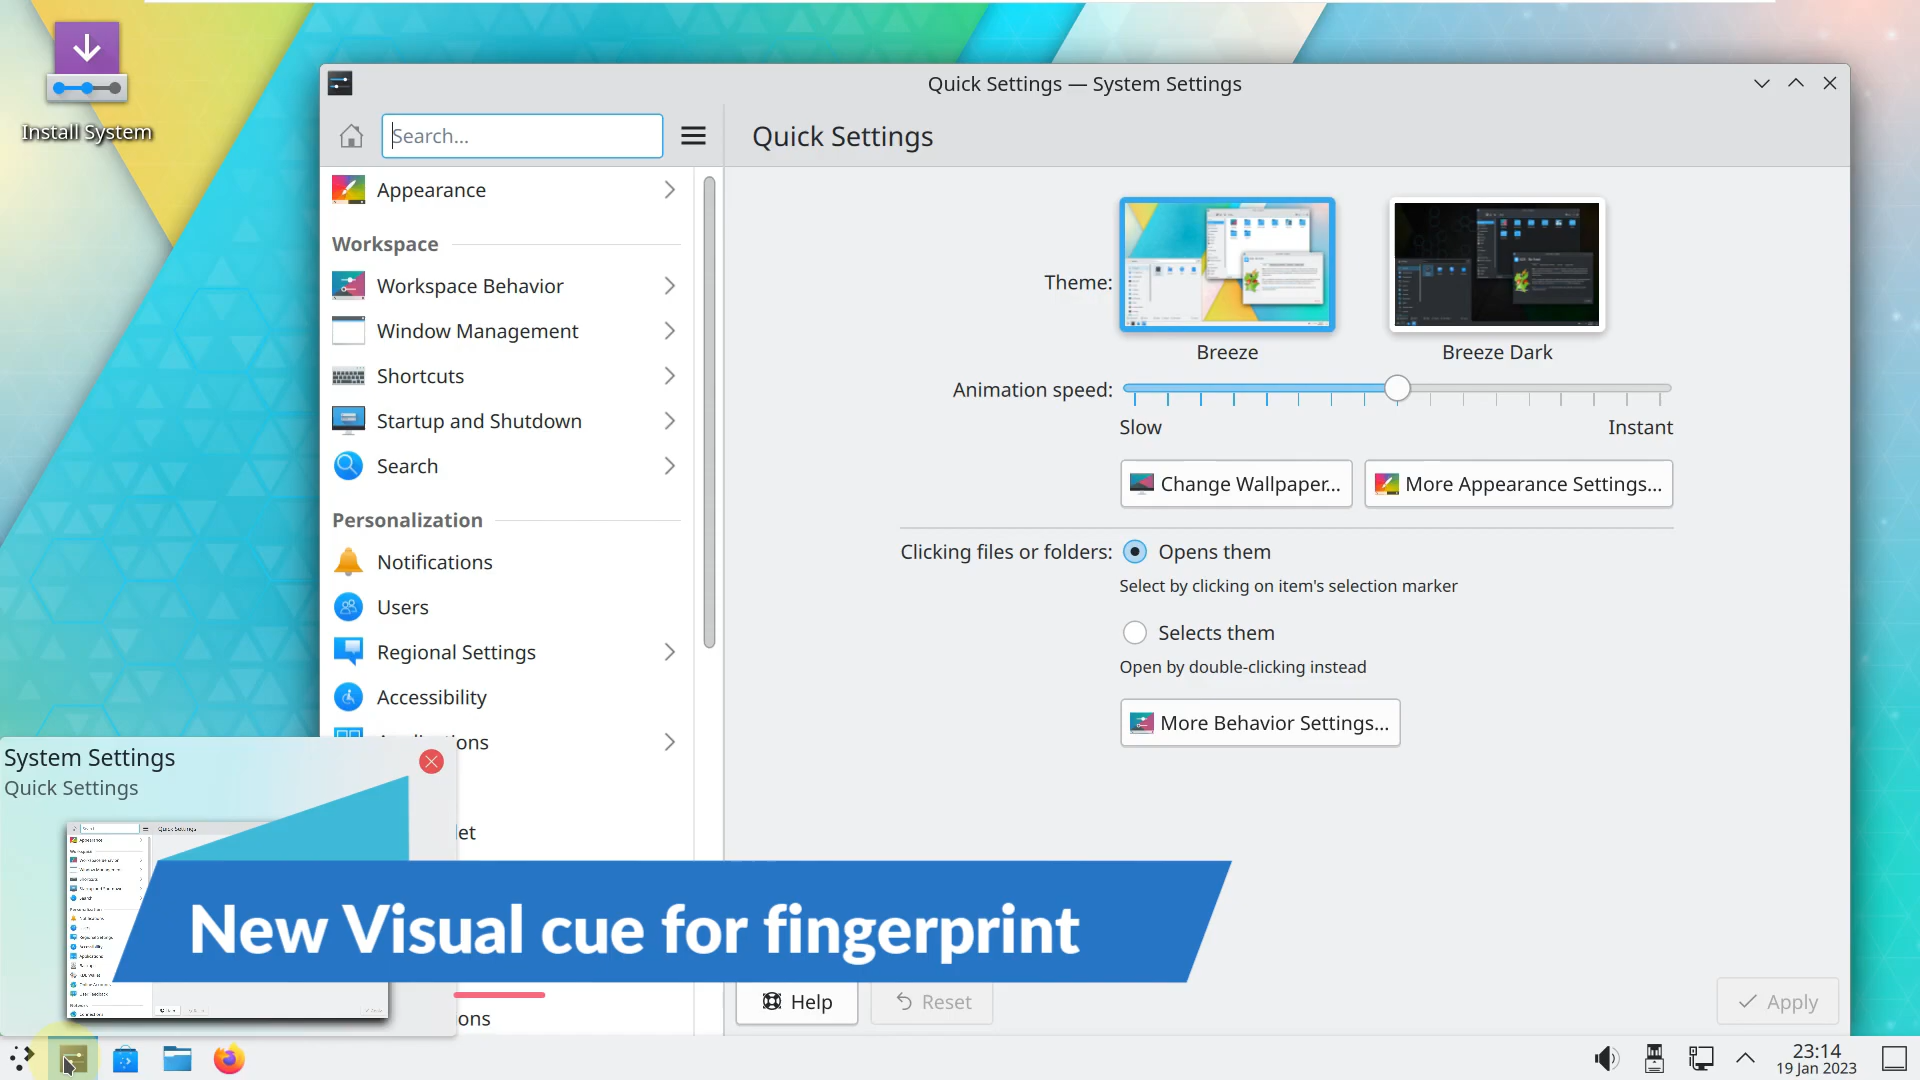 Install System
Quick Settings — System Settings
Search...
Quick Settings
Appearance
Workspace
Workspace Behavior
Window Management
Shortcuts
Startup and Shutdown
Search
Personalization
Notifications
Users
Regional Settings
Accessibility
Theme:
Breeze
Breeze Dark
Animation speed:
Slow
Instant
Change Wallpaper...
More Appearance Settings...
Clicking files or folders:
Opens them
Select by clicking on item's selection marker
Selects them
Open by double-clicking instead
More Behavior Settings...
System Settings
Quick Settings
New Visual cue for fingerprint
Help
Reset
Apply
23:14
19 Jan 2023